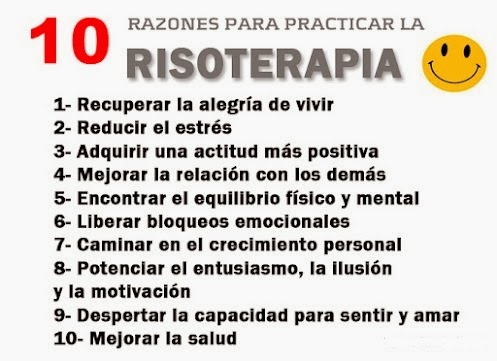 10 RAZONES PARA PRACTICAR LA
RISOTERAPIA
1- Recuperar la alegría de vivir
2- Reducir el estrés
3- Adquirir una actitud más positiva
4- Mejorar la relación con los demás
5- Encontrar el equilibrio físico y mental
6- Liberar bloqueos emocionales
7- Caminar en el crecimiento personal
8- Potenciar el entusiasmo, la ilusión
y la motivación
9- Despertar la capacidad para sentir y amar
10- Mejorar la salud